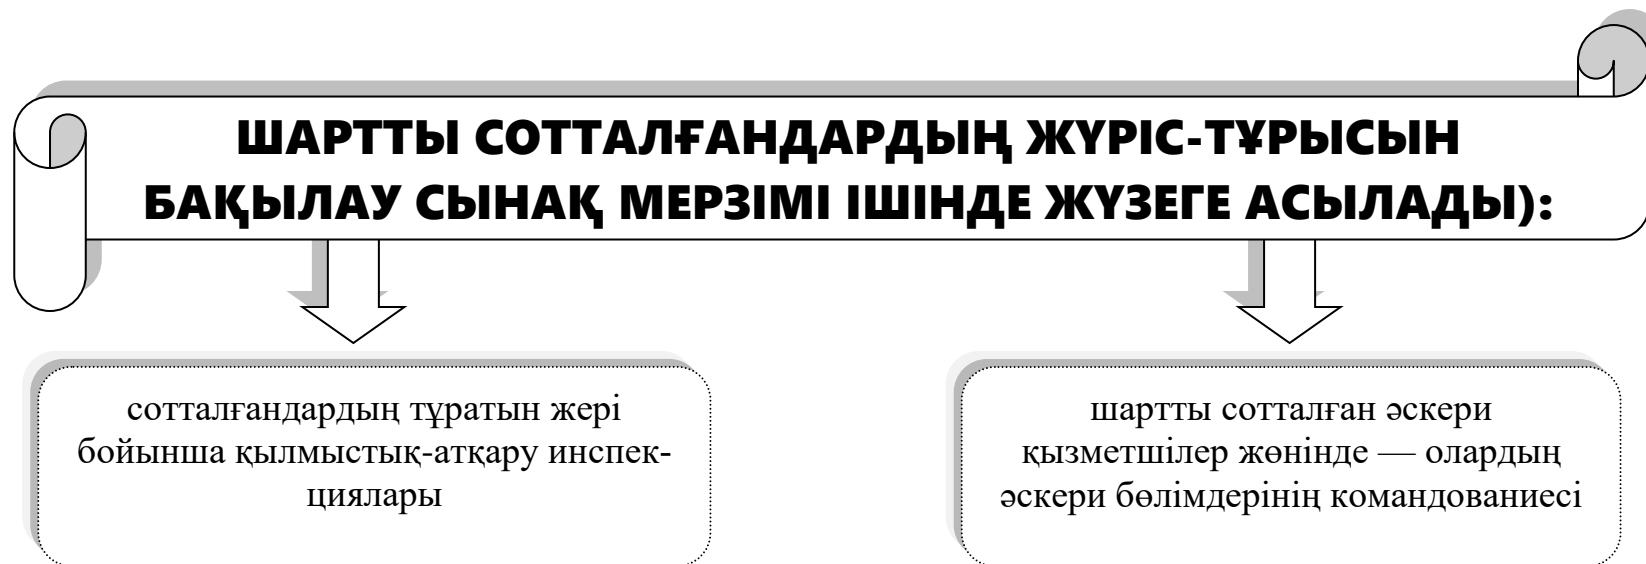 ШАРТТЫ СОТТАЛҒАНДАРДЫҢ ЖҮРІС-ТҰРЫСЫН
БАҚЫЛАУ СЫНАҚ МЕРЗІМІ ІШІНДЕ ЖҮЗЕГЕ АСЫЛАДЫ):
сотталғандардың тұратын жері
бойынша қылмыстық-атқару инспек-
циялары
шартты сотталған әскери
қызметшілер жөнінде — олардың
әскери бөлімдерінің командованиесі